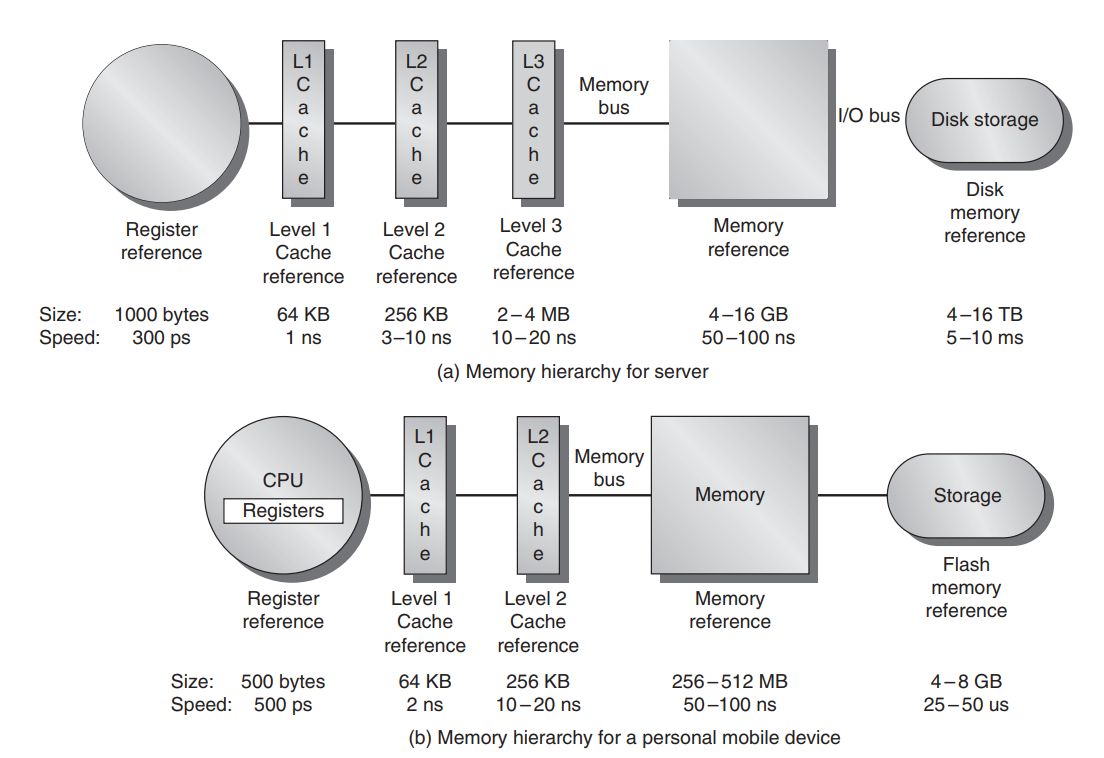 L1
C
a
c
h
e
L2
C
a
c
h
e
L3
C
a
c
h
e
Memory
bus
I/O bus
Disk storage
Register
reference
Level 1
Cache
reference
Level 2
Cache
reference
Level 3
Cache
reference
Memory
reference
Disk
memory
reference
Size: 1000 bytes 64 KB 256 KB 2–4 MB 4–16 GB 4–16 TB
Speed: 300 ps 1 ns 3–10 ns 10–20 ns 50–100 ns 5–10 ms
(a) Memory hierarchy for server
CPU
Registers
L1
C
a
c
h
e
L2
C
a
c
h
e
Memory
bus
Memory
Storage
Register
reference
Level 1
Cache
reference
Level 2
Cache
reference
Memory
reference
Flash
memory
reference
Size: 500 bytes 64 KB 256 KB 256–512 MB 4–8 GB
Speed: 500 ps 2 ns 10–20 ns 50–100 ns 25–50 us
(b) Memory hierarchy for a personal mobile device